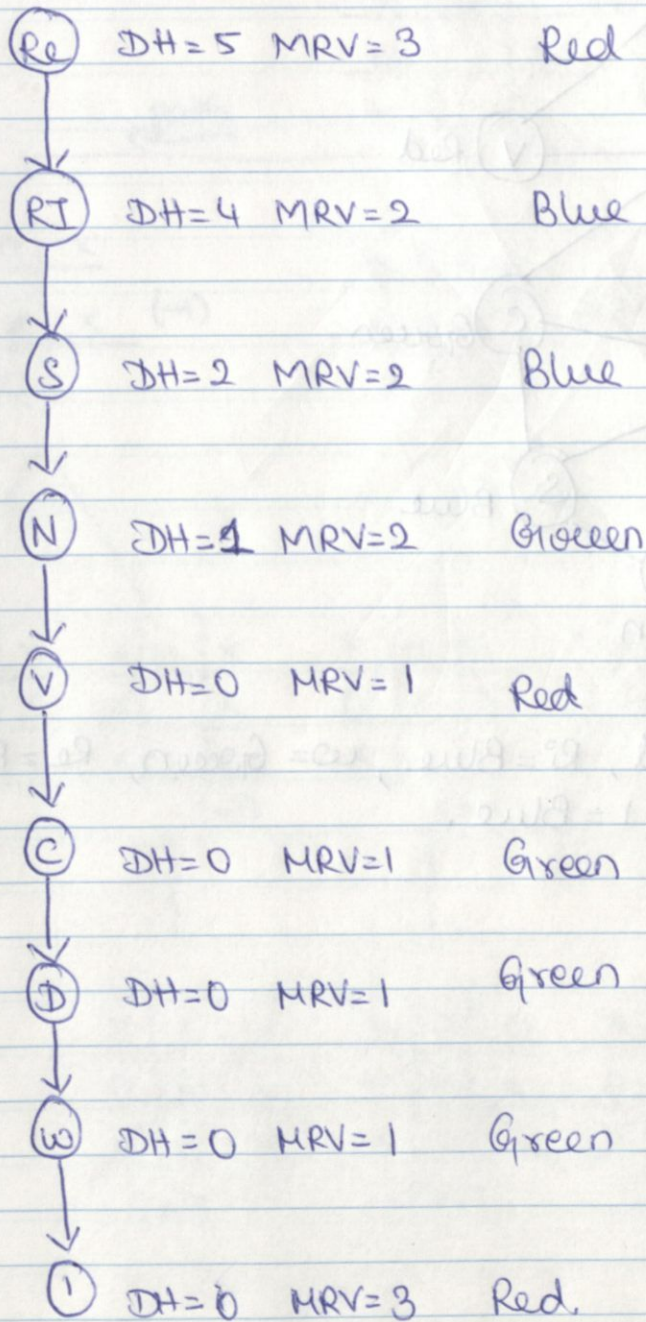 Re DH=5 MRV=3 Red
RI DH=4 MRV=2 Blue
S DH=2 MRV=2 Blue
N DH=1 MRV=2 Green
V DH=0 MRV=1 Red
C DH=0 MRV=1 Green
D DH=0 MRV=1 Green
W DH=0 MRV=1 Green
1 DH=0 MRV=3 Red.